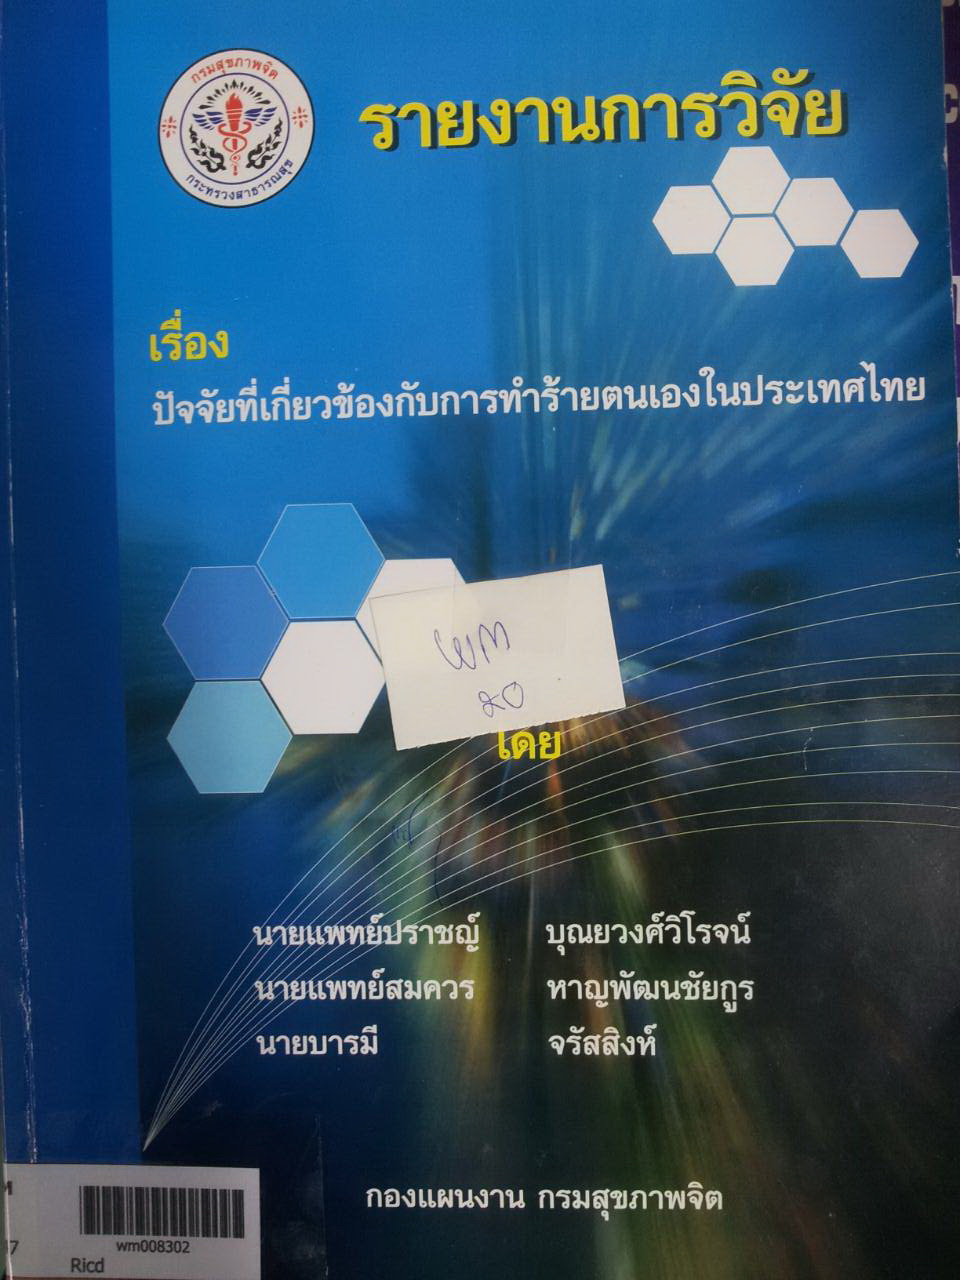 กรมสุขภาพจิต
กระทรวงสาธารณสุข
รายงานการวิจัย
เรื่อง
ปัจจัยที่เกี่ยวข้องกับการทำร้ายตนเองในประเทศไทย
WM
๒๐
โดย
นายแพทย์ปราชญ์ บุณยวงศ์วิโรจน์
นายแพทย์สมควร หาญพัฒนชัยกูร
นายบารมี จรัสสิงห์
กองแผนงาน กรมสุขภาพจิต
wm008302
Ricd